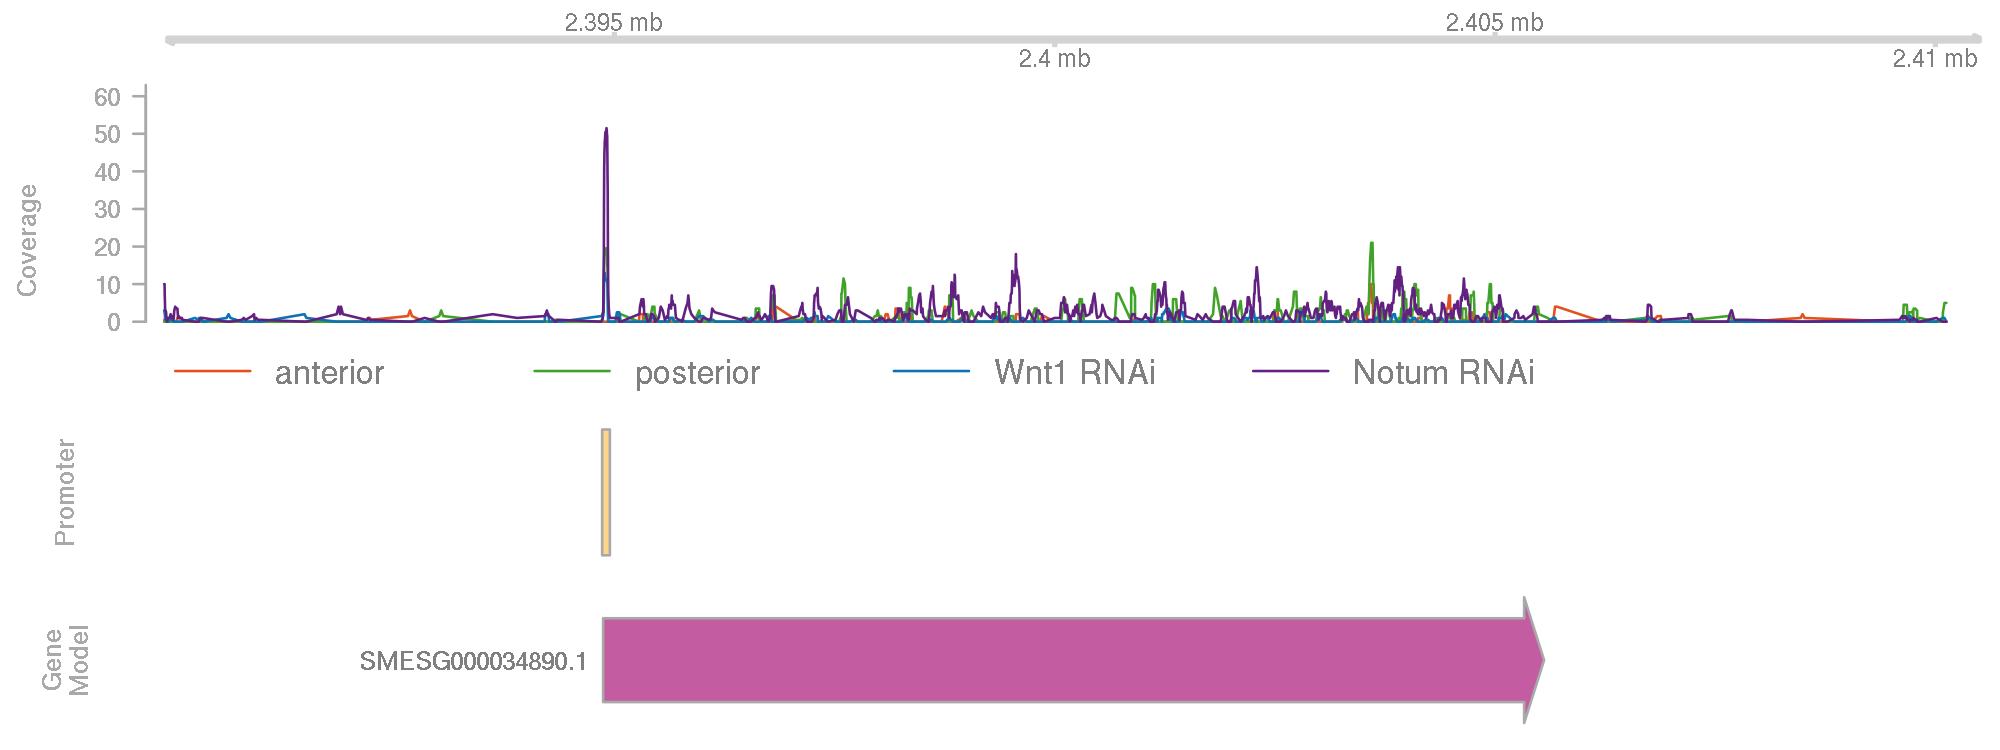 2.395 mb
2.405 mb
2.4 mb
2.41 mb
Coverage
60
50
40
30
20
10
0
anterior
posterior
Wnt1 RNAi
Notum RNAi
Promoter
Gene
Model
SMESG000034890.1